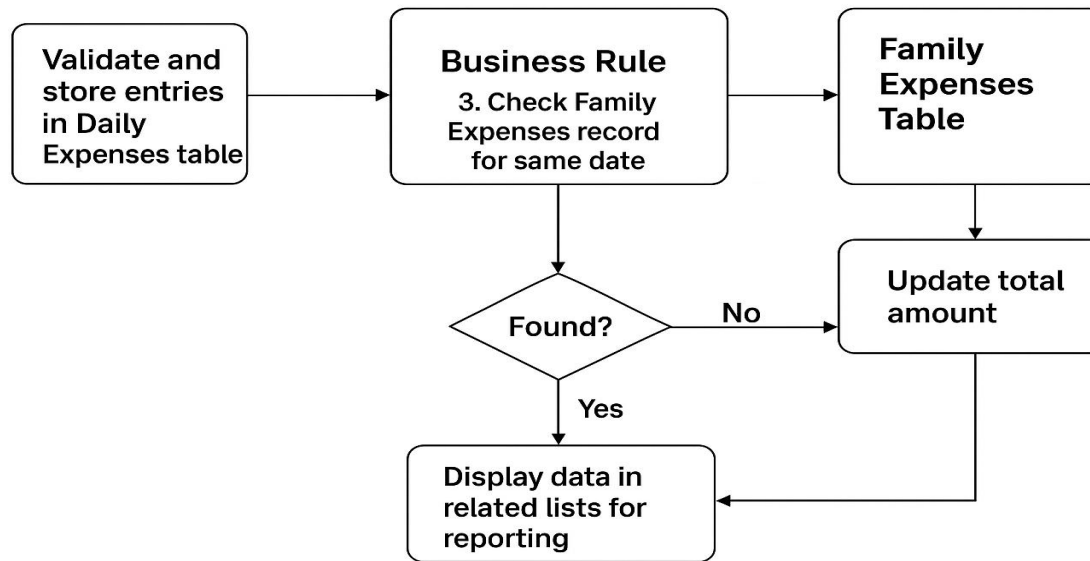 Validate and
store entries
in Daily
Expenses table
Business Rule
3. Check Family
Expenses record
for same date
Family
Expenses
Table
Found?
No
Update total
amount
Yes
Display data in
related lists for
reporting